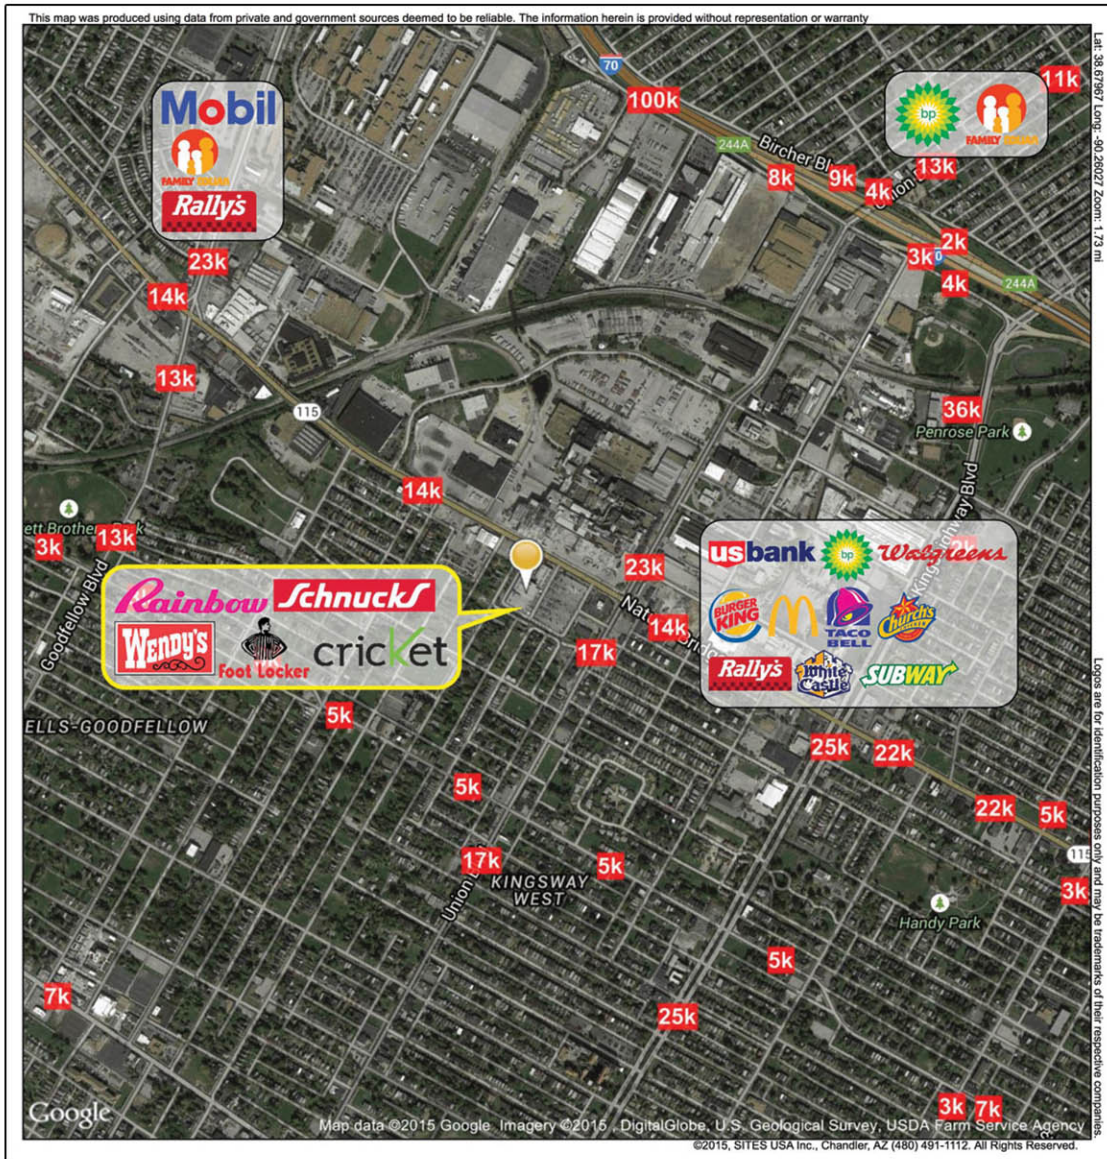 This map was produced using data from private and government sources deemed to be reliable. The information herein is provided without representation or warranty
Lat: 38.67967 Long: -90.26027 Zoom: 1.73 mi
70
100k
11k
Mobil
FAMILY DOLLAR
Rally's
bp
FAMILY DOLLAR
244A
Bircher Bl
8k
9k
4k
13k
2k
3k
4k
244A
23k
14k
13k
115
36k
Penrose Park
14k
ett Brothe
3k
13k
Goodfellow Blvd
23k
Rainbow
Schnucks
WENDY'S
Foot Locker
cricket
usbank
bp
Walgreens
BURGER KING
TACO BELL
Church's
Rally's
White Castle
SUBWAY
14k
17k
5k
ELLS-GOODFELLOW
25k
22k
5k
22k
5k
115
17k
5k
KINGSWAY
WEST
3k
Handy Park
5k
7k
25k
3k
7k
Google
Map data ©2015 Google Imagery ©2015 , DigitalGlobe, U.S. Geological Survey, USDA Farm Service Agency
©2015, SITES USA Inc., Chandler, AZ (480) 491-1112. All Rights Reserved.
Logos are for identification purposes only and may be trademarks of their respective companies.